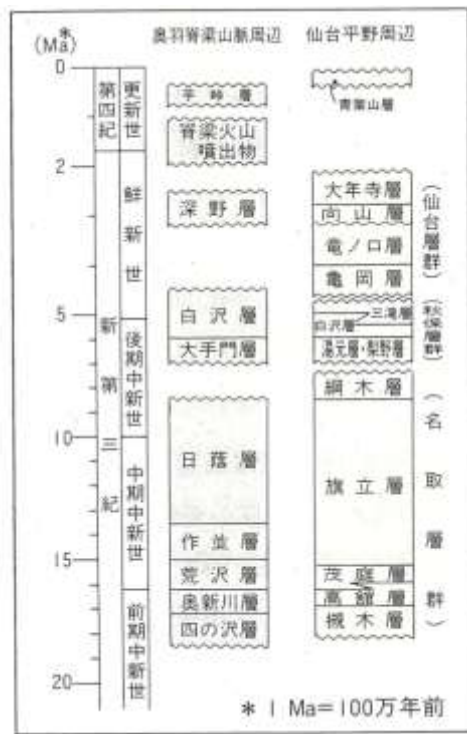 *
(Ma)
奥羽脊梁山脈周辺
仙台平野周辺
0
2
5
10
15
20
第四紀
新第三紀
更新世
鮮新世
後期中新世
中期中新世
前期中新世
平峠層
脊梁火山
噴出物
深野層
白沢層
大手門層
日蔭層
作並層
荒沢層
奥新川層
四の沢層
青葉山層
大年寺層
向山層
竜ノ口層
亀岡層
(仙台層群)
三滝層
白沢層
湯元層・梨野層
(秋保層群)
綱木層
旗立層
茂庭層
高舘層
槻木層
(名取層群)
* 1 Ma=100万年前